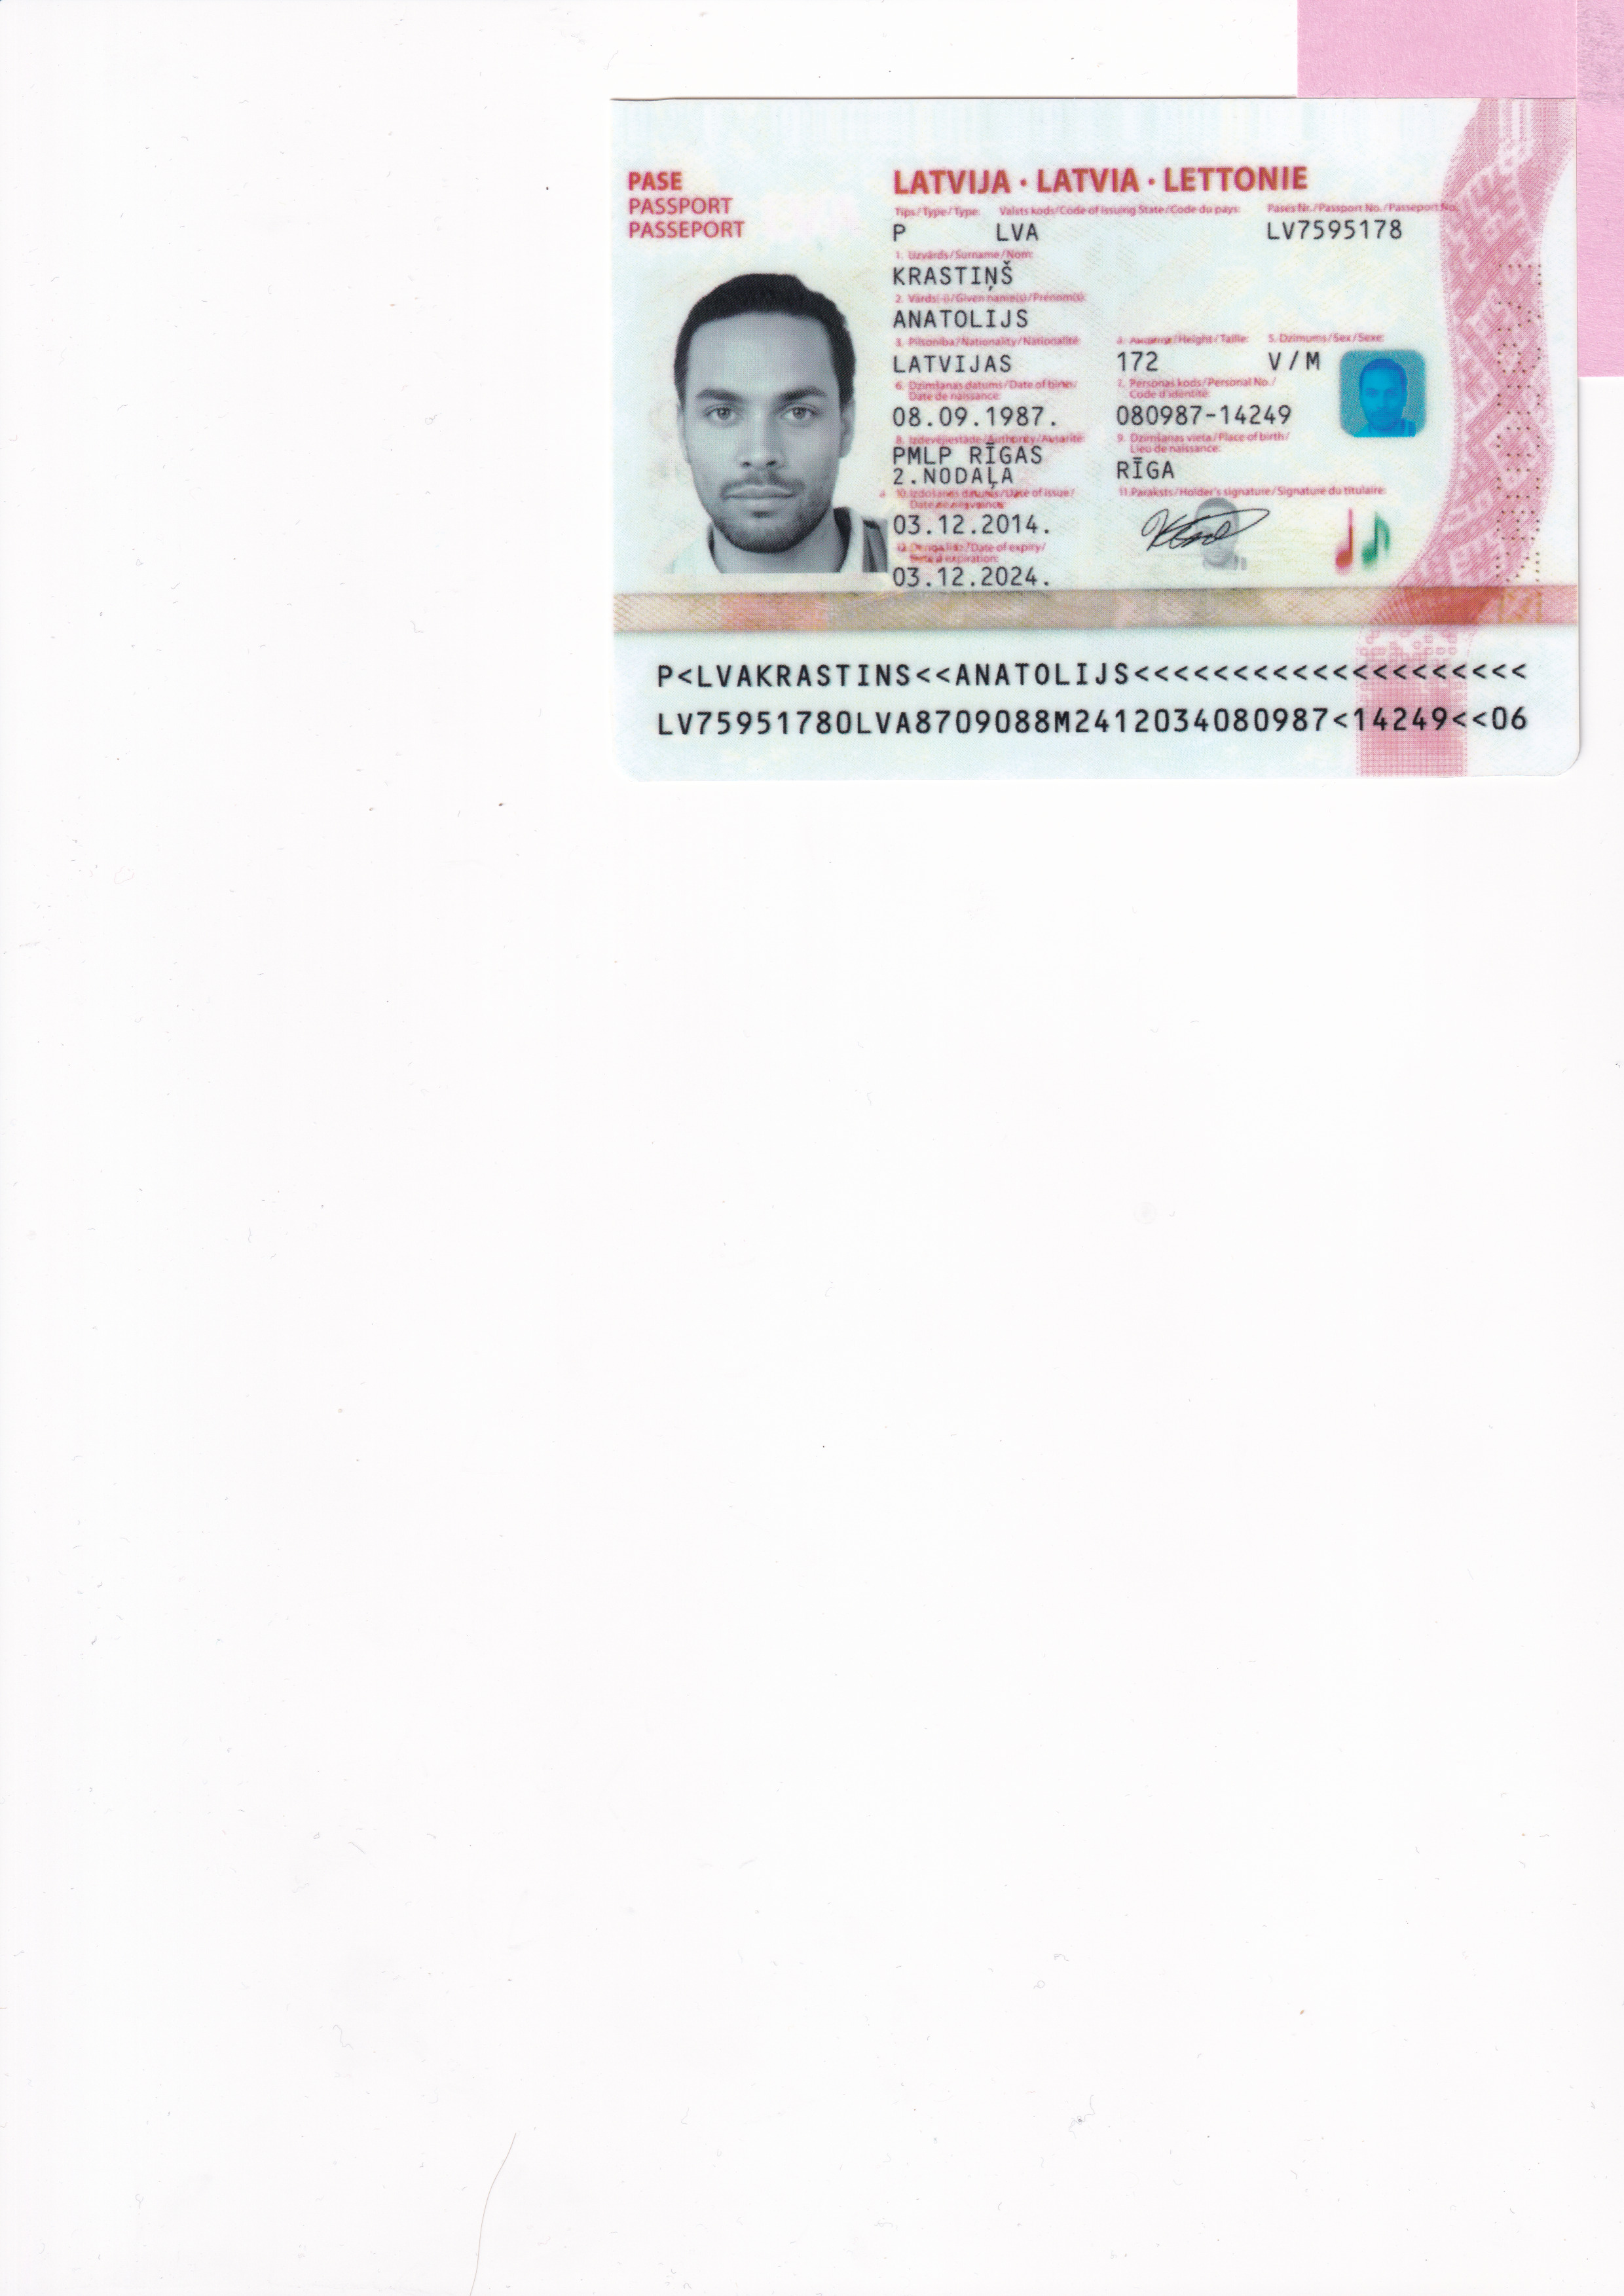 PASE
PASSPORT
PASSEPORT
LATVIJA · LATVIA · LETTONIE
Tips/Type/Type: Valsts kods/Code of issuing State/Code du pays: Pases Nr./Passport No./Passeport No.
P LVA LV7595178
1. Uzvārds/Surname/Nom:
KRASTIŅŠ
2. Vārds(-i)/Given name(s)/Prénom(s):
ANATOLIJS
3. Pilsonība/Nationality/Nationalité 4. /Height/Taille: 5. Dzimums/Sex/Sexe:
LATVIJAS 172 V/M
6. Dzimšanas datums/Date of birth/ 7. Personas kods/Personal No./
Date de naissance: Code d'identité:
08.09.1987. 080987-14249
8. Izdevējiestāde/Authority/Autorité: 9. Dzimšanas vieta/Place of birth/
Lieu de naissance:
PMLP RĪGAS
2.NODAĻA RĪGA
10. Izdošanas datums/Date of issue/ 11.Paraksts/Holder's signature/Signature du titulaire:
Date de
03.12.2014.
12. /Date of expiry/
Date d'expiration:
03.12.2024.
P<LVAKRASTINS<<ANATOLIJS<<<<<<<<<<<<<<<<<<<<
LV75951780LVA8709088M2412034080987<14249<<06